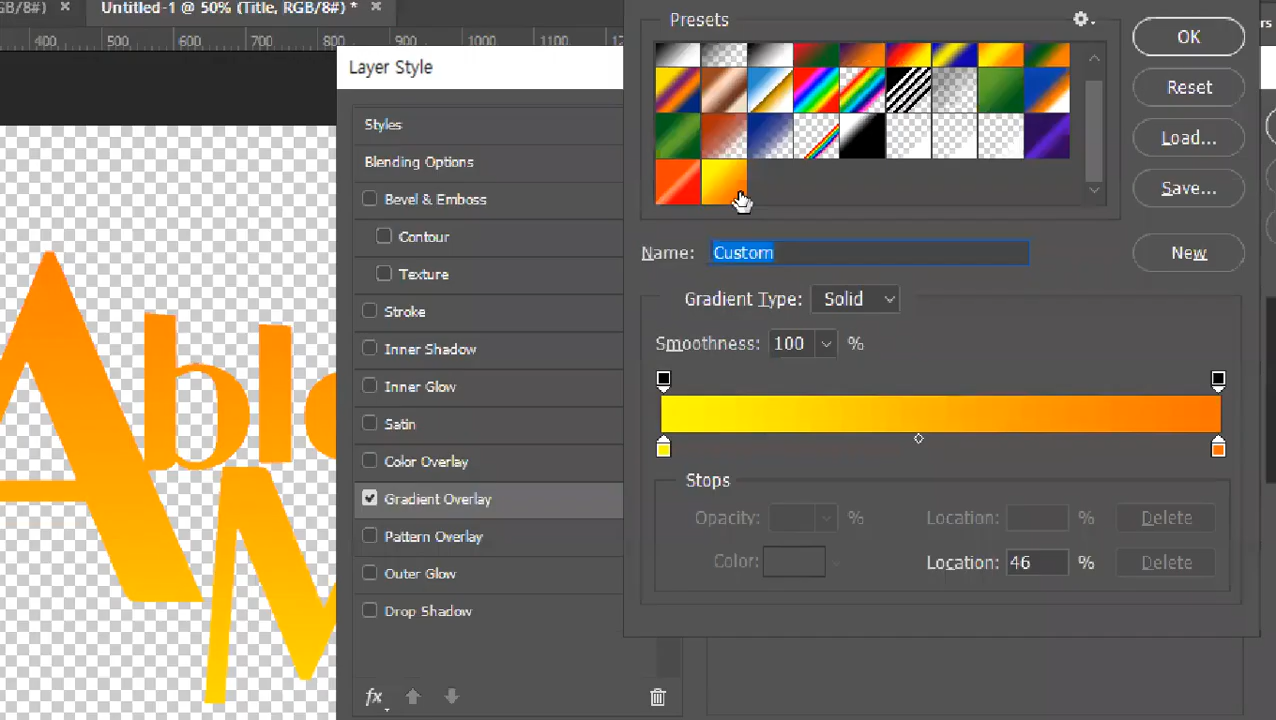 GB/8#) × Untitled-1 @ 50% (Title, RGB/8#) * ×
400 500 600 700 800 900 1000 1100
Layer Style
Styles
Blending Options
Bevel & Emboss
Contour
Texture
Stroke
Inner Shadow
Inner Glow
Satin
Color Overlay
Gradient Overlay
Pattern Overlay
Outer Glow
Drop Shadow
fx
Presets
OK
Reset
Load...
Save...
Name: Custom
New
Gradient Type: Solid
Smoothness: 100 %
Stops
Opacity: % Location: % Delete
Color: Location: 46 % Delete
Abl
M